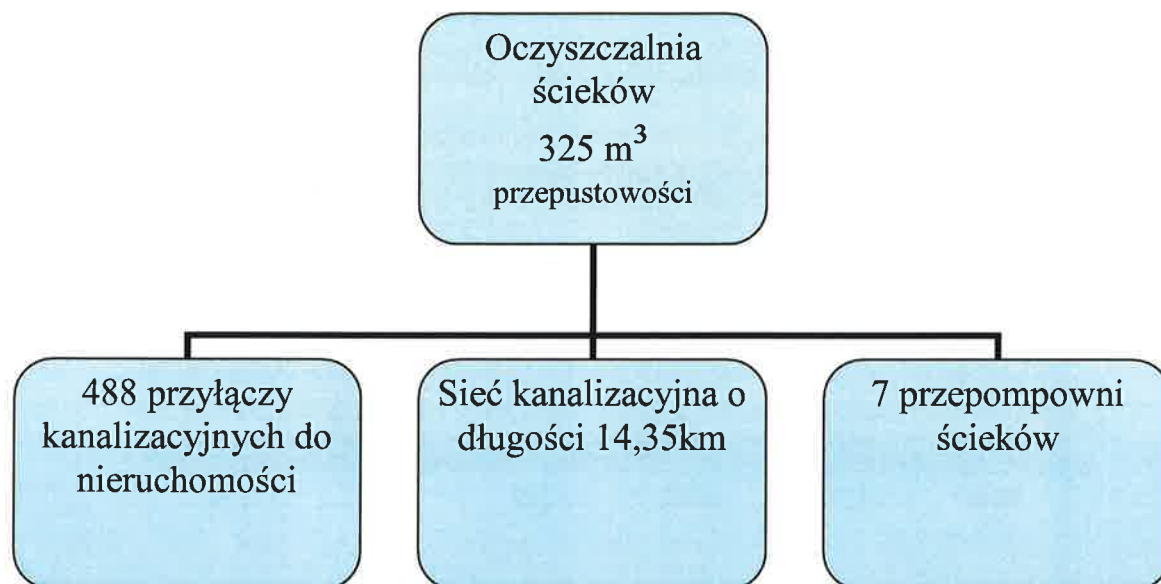 Oczyszczalnia
ścieków
325 m³
przepustowości
488 przyłączy
kanalizacyjnych do
nieruchomości
Sieć kanalizacyjna o
długości 14,35km
7 przepompowni
ścieków